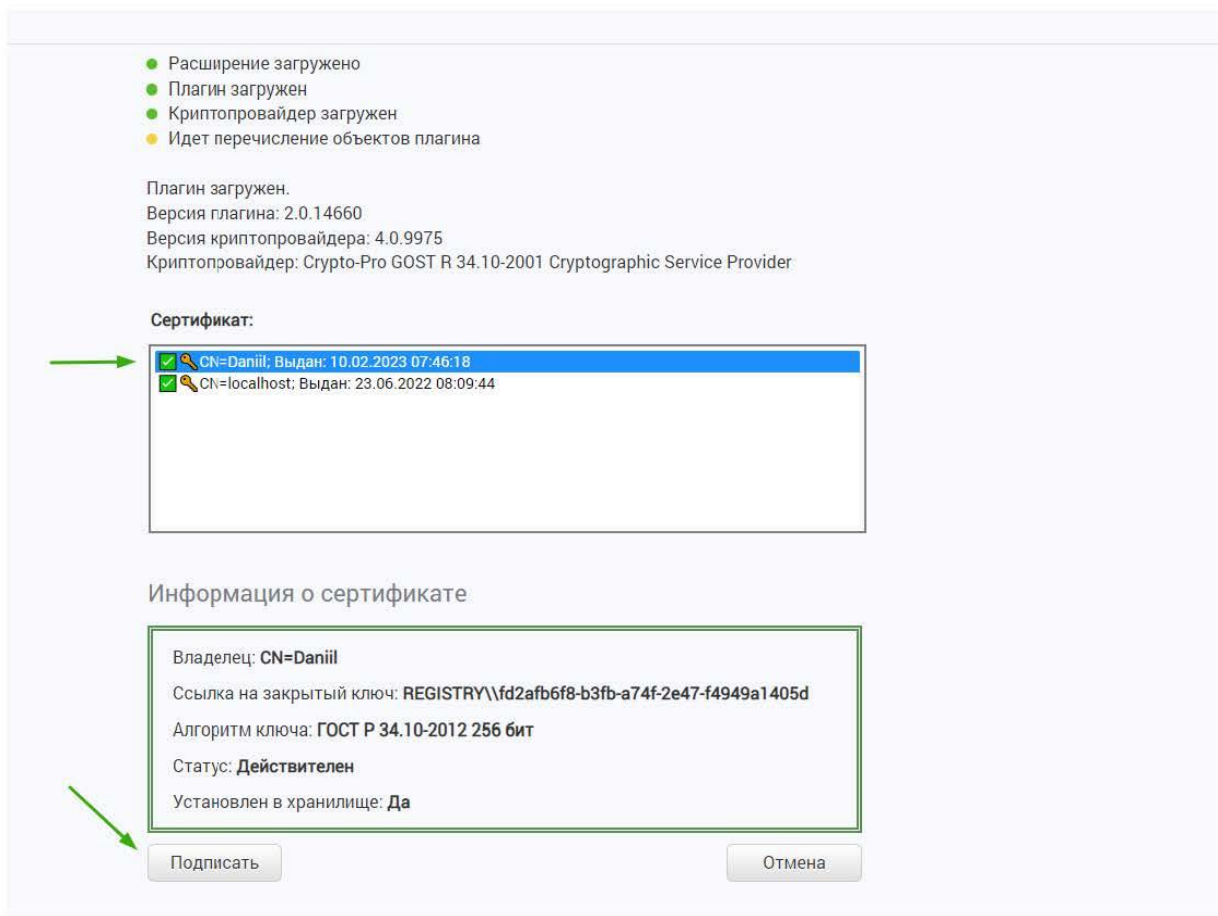 Расширение загружено
Плагин загружен
Криптопровайдер загружен
Идет перечисление объектов плагина
Плагин загружен.
Версия плагина: 2.0.14660
Версия криптопровайдера: 4.0.9975
Криптопровайдер: Crypto-Pro GOST R 34.10-2001 Cryptographic Service Provider
Сертификат:
CN=Daniil; Выдан: 10.02.2023 07:46:18
CN=localhost; Выдан: 23.06.2022 08:09:44
Информация о сертификате
Владелец: CN=Daniil
Ссылка на закрытый ключ: REGISTRY\\fd2afb6f8-b3fb-a74f-2e47-f4949a1405d
Алгоритм ключа: ГОСТ Р 34.10-2012 256 бит
Статус: Действителен
Установлен в хранилище: Да
Подписать Отмена